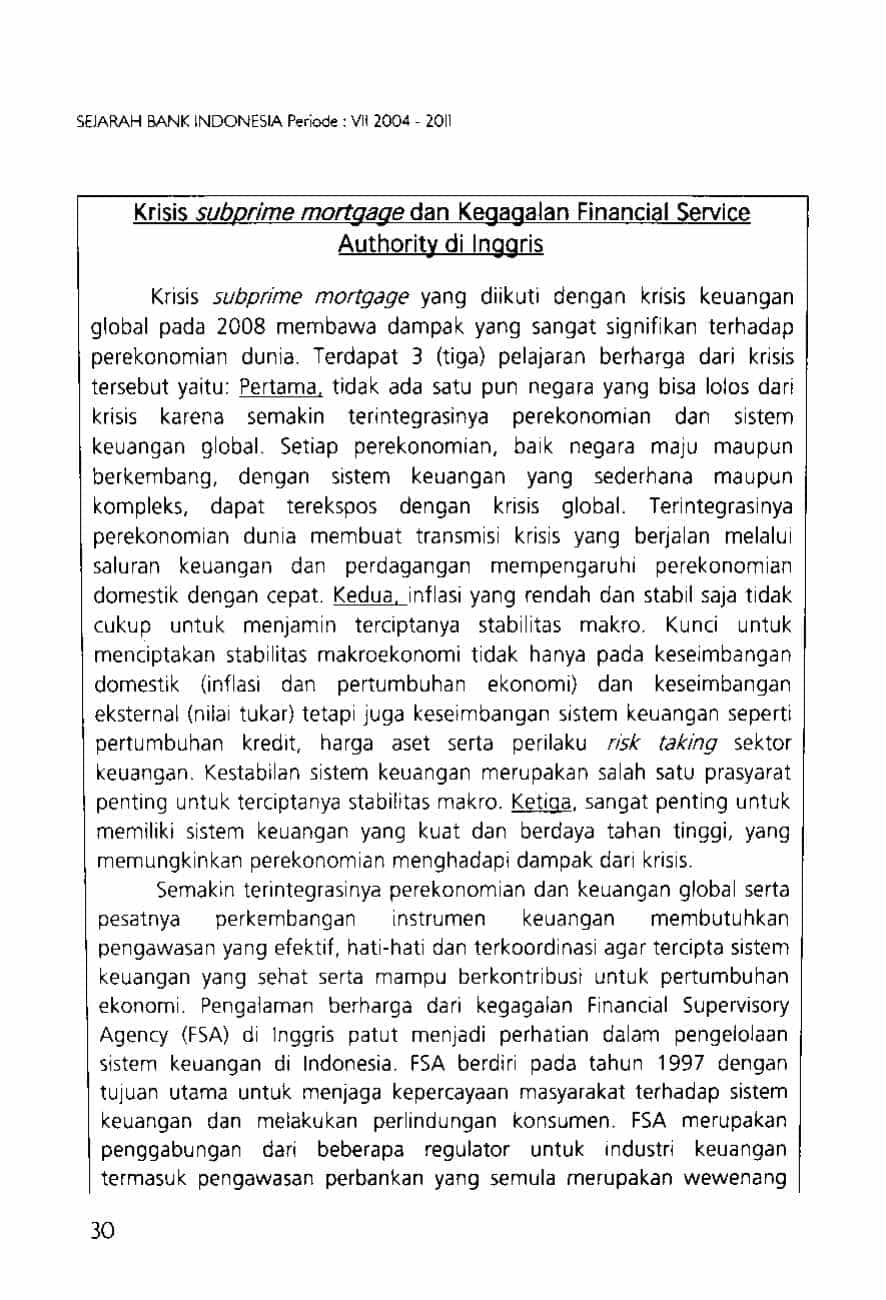 SEJARAH BANK INDONESIA Periode : VII 2004 - 2011
Krisis subprime mortgage dan Kegagalan Financial Service
Authority di Inggris
Krisis subprime mortgage yang diikuti dengan krisis keuangan
global pada 2008 membawa dampak yang sangat signifikan terhadap
perekonomian dunia. Terdapat 3 (tiga) pelajaran berharga dari krisis
tersebut yaitu: Pertama, tidak ada satu pun negara yang bisa lolos dari
krisis karena semakin terintegrasinya perekonomian dan sistem
keuangan global. Setiap perekonomian, baik negara maju maupun
berkembang, dengan sistem keuangan yang sederhana maupun
kompleks, dapat terekspos dengan krisis global. Terintegrasinya
perekonomian dunia membuat transmisi krisis yang berjalan melalui
saluran keuangan dan perdagangan mempengaruhi perekonomian
domestik dengan cepat. Kedua, inflasi yang rendah dan stabil saja tidak
cukup untuk menjamin terciptanya stabilitas makro. Kunci untuk
menciptakan stabilitas makroekonomi tidak hanya pada keseimbangan
domestik (inflasi dan pertumbuhan ekonomi) dan keseimbangan
eksternal (nilai tukar) tetapi juga keseimbangan sistem keuangan seperti
pertumbuhan kredit, harga aset serta perilaku risk taking sektor
keuangan. Kestabilan sistem keuangan merupakan salah satu prasyarat
penting untuk terciptanya stabilitas makro. Ketiga, sangat penting untuk
memiliki sistem keuangan yang kuat dan berdaya tahan tinggi, yang
memungkinkan perekonomian menghadapi dampak dari krisis.
Semakin terintegrasinya perekonomian dan keuangan global serta
pesatnya perkembangan instrumen keuangan membutuhkan
pengawasan yang efektif, hati-hati dan terkoordinasi agar tercipta sistem
keuangan yang sehat serta mampu berkontribusi untuk pertumbuhan
ekonomi. Pengalaman berharga dari kegagalan Financial Supervisory
Agency (FSA) di Inggris patut menjadi perhatian dalam pengelolaan
sistem keuangan di Indonesia. FSA berdiri pada tahun 1997 dengan
tujuan utama untuk menjaga kepercayaan masyarakat terhadap sistem
keuangan dan melakukan perlindungan konsumen. FSA merupakan
penggabungan dari beberapa regulator untuk industri keuangan
termasuk pengawasan perbankan yang semula merupakan wewenang
30